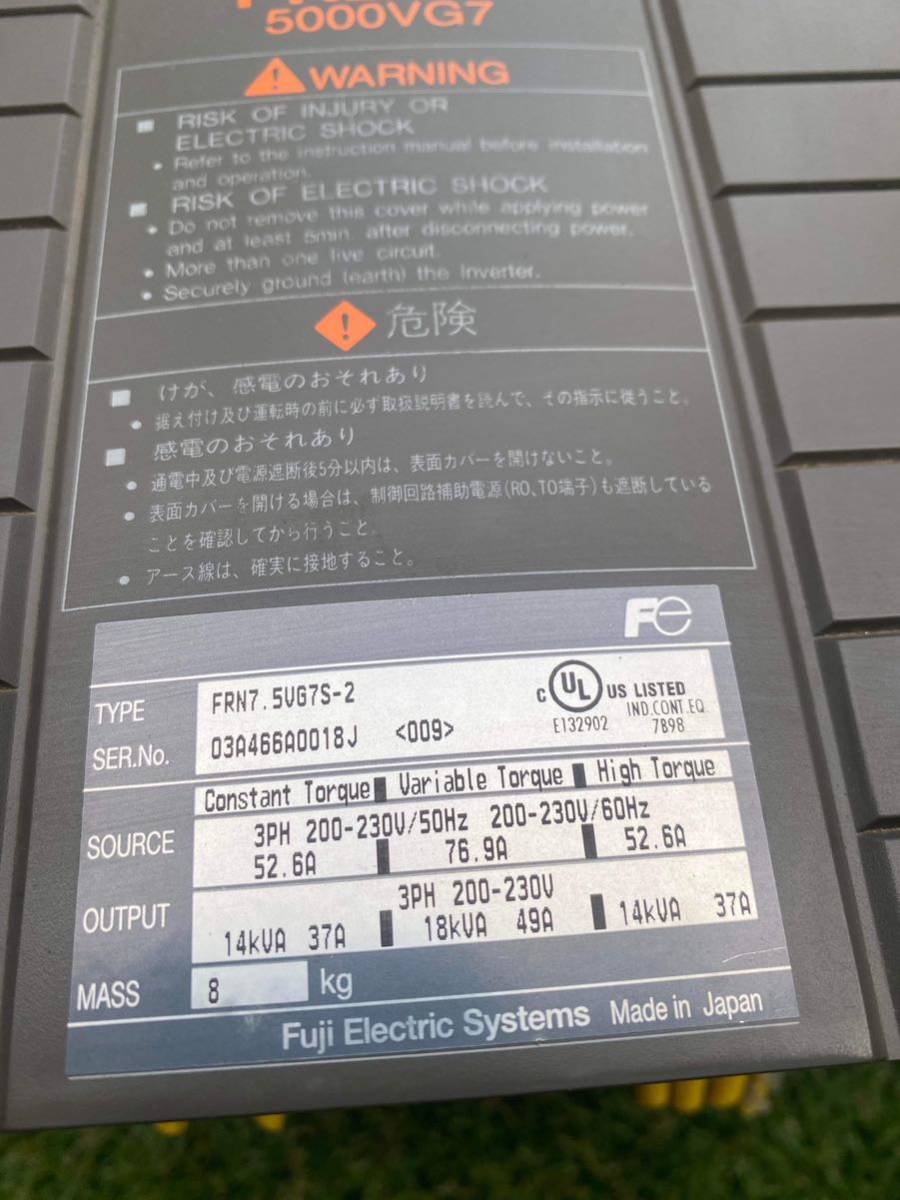 5000VG7
WARNING
RISK OF INJURY OR
ELECTRIC SHOCK
• Refer to the instruction manual before installation
and operation.
RISK OF ELECTRIC SHOCK
• Do not remove this cover while applying power
and at least 5min. after disconnecting power.
• More than one live circuit.
• Securely ground (earth) the inverter.
危険
けが、感電のおそれあり
• 据え付け及び運転時の前に必ず取扱説明書を読んで、その指示に従うこと。
感電のおそれあり
• 通電中及び電源遮断後5分以内は、表面カバーを開けないこと。
• 表面カバーを開ける場合は、制御回路補助電源(RO、TO端子)も遮断している
ことを確認してから行うこと。
• アース線は、確実に接地すること。
Fe
TYPE FRN7.5VG7S-2
SER.No. 03A466A0018J <009>
C UL US LISTED
IND.CONT.EQ
E132902 7B98
Constant Torque Variable Torque High Torque
SOURCE 3PH 200-230V/50Hz 200-230V/60Hz
52.6A 76.9A 52.6A
OUTPUT 3PH 200-230V
14kVA 37A 18kVA 49A 14kVA 37A
MASS 8 kg
Fuji Electric Systems Made in Japan